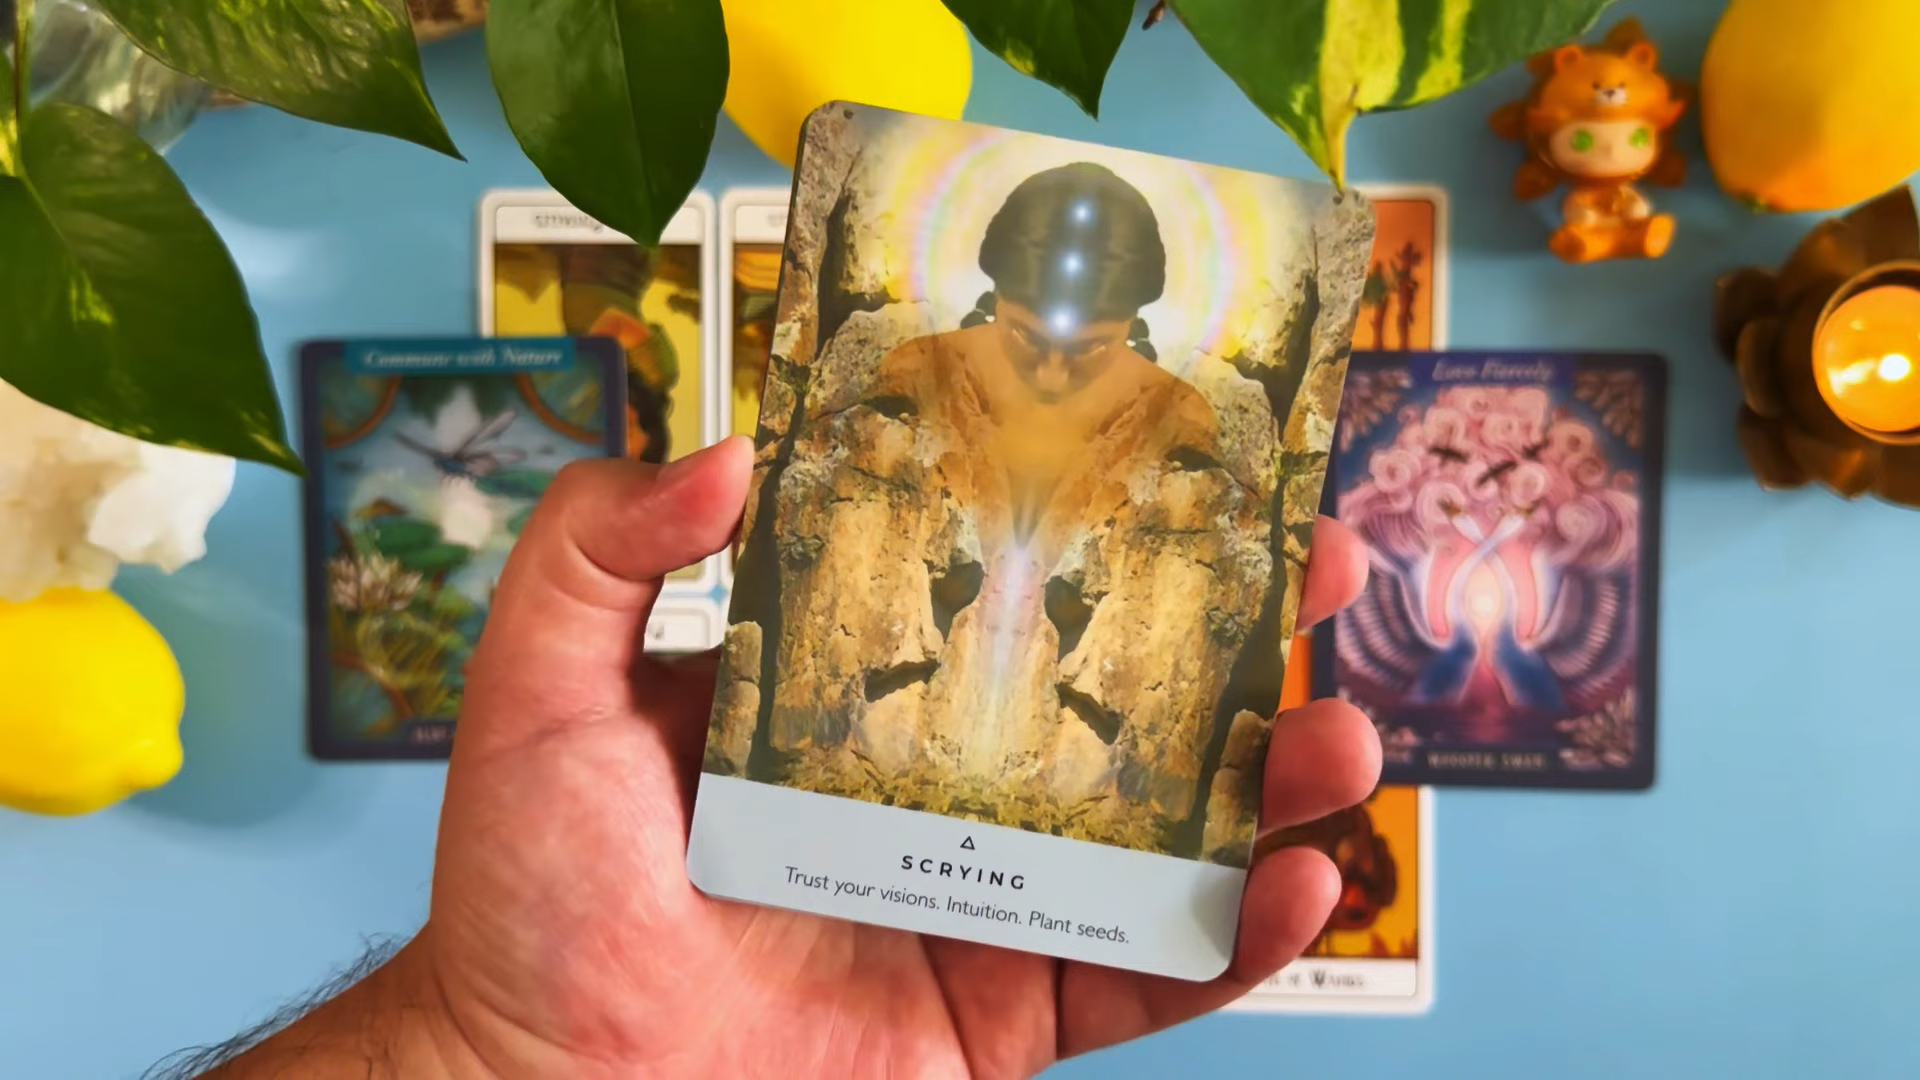 Commune with Nature
Love Fiercely
WHOOPER SWAN
SCRYING
Trust your visions. Intuition. Plant seeds.